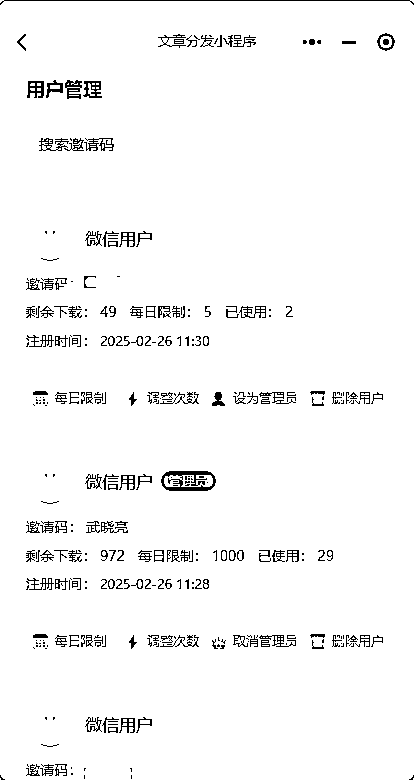 文章分发小程序
用户管理
搜索邀请码
微信用户
邀请码:
剩余下载： 49 每日限制： 5 已使用： 2
注册时间： 2025-02-26 11:30
每日限制 调整次数 设为管理员 删除用户
微信用户 管理员
邀请码： 武晓亮
剩余下载： 972 每日限制： 1000 已使用： 29
注册时间： 2025-02-26 11:28
每日限制 调整次数 取消管理员 删除用户
微信用户
邀请码：